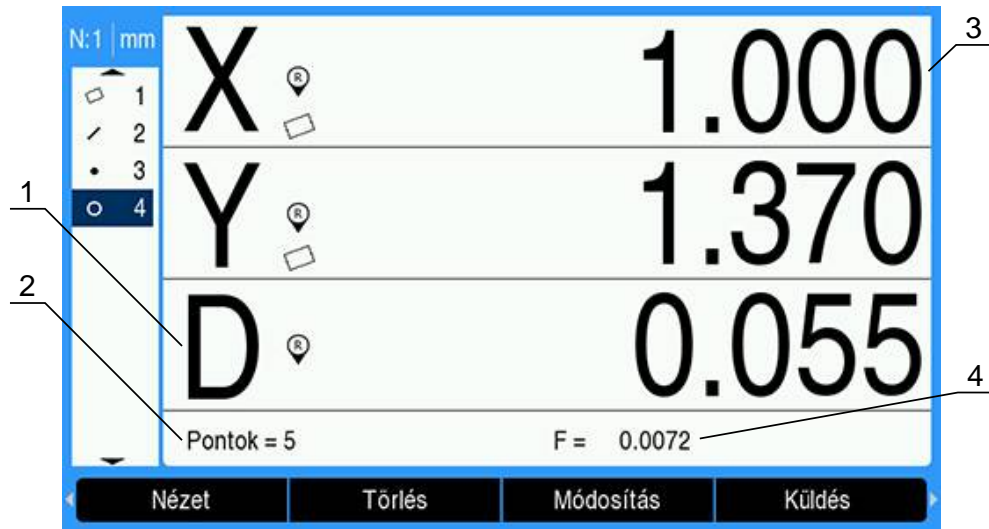 N:1 mm
1
2
3
4
X R 1.000
Y R 1.370
D R 0.055
Pontok = 5 F = 0.0072
Nézet Törlés Módosítás Küldés
1
2
3
4